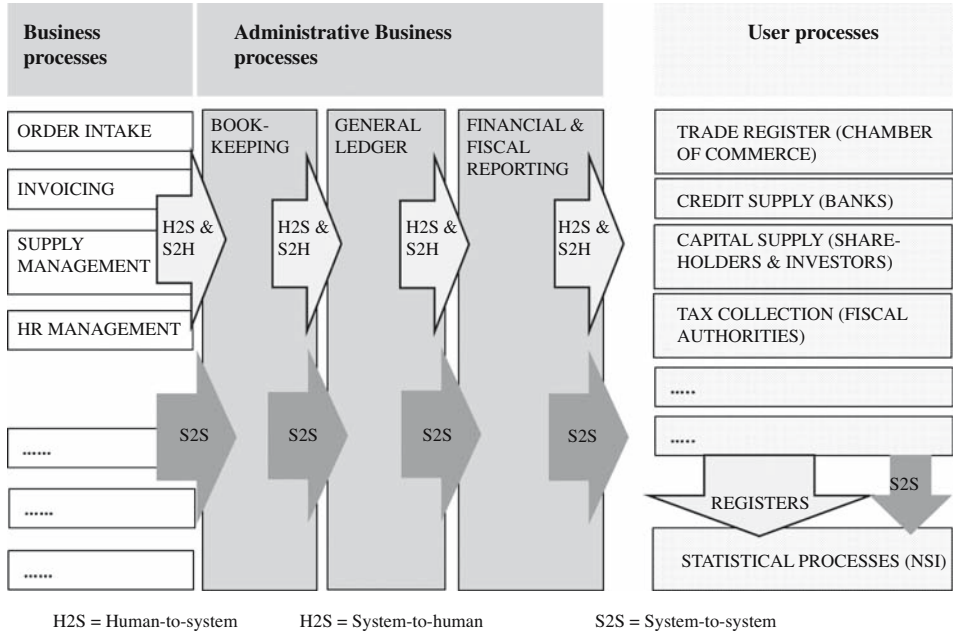 Business
processes
Administrative Business
processes
User processes
ORDER INTAKE
INVOICING
SUPPLY
MANAGEMENT
HR MANAGEMENT
......
......
......
BOOK-
KEEPING
GENERAL
LEDGER
FINANCIAL &
FISCAL
REPORTING
H2S &
S2H
H2S &
S2H
H2S &
S2H
H2S &
S2H
S2S
S2S
S2S
S2S
TRADE REGISTER (CHAMBER
OF COMMERCE)
CREDIT SUPPLY (BANKS)
CAPITAL SUPPLY (SHARE-
HOLDERS & INVESTORS)
TAX COLLECTION (FISCAL
AUTHORITIES)
.....
.....
REGISTERS
S2S
STATISTICAL PROCESSES (NSI)
H2S = Human-to-system
H2S = System-to-human
S2S = System-to-system